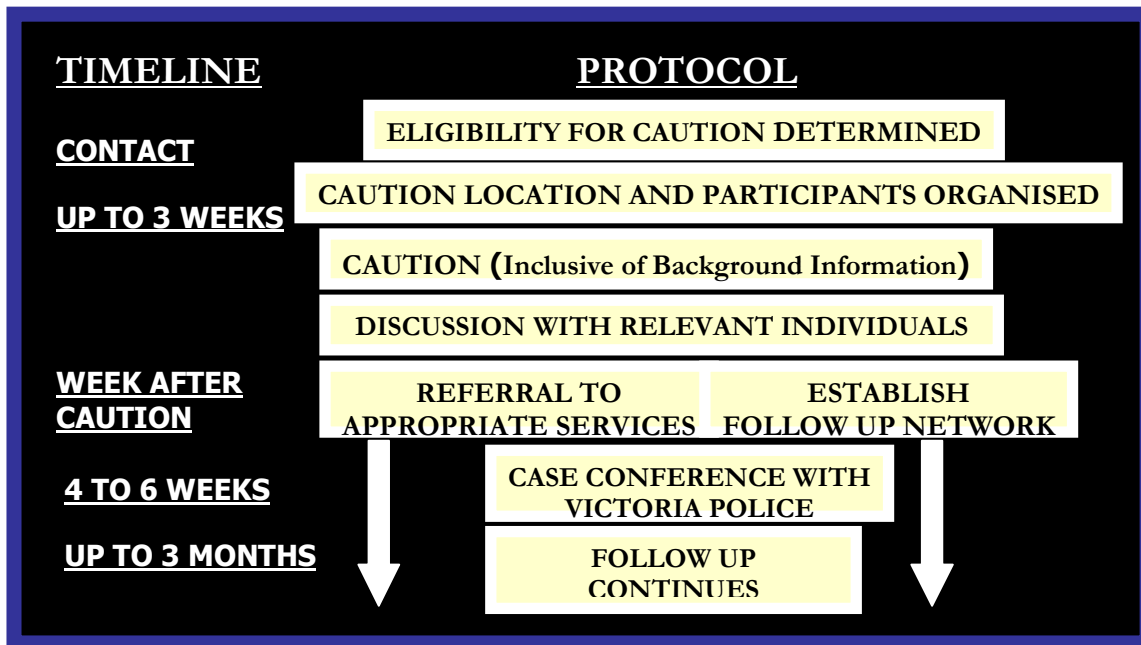 TIMELINE PROTOCOL
ELIGIBILITY FOR CAUTION DETERMINED
CONTACT
CAUTION LOCATION AND PARTICIPANTS ORGANISED
UP TO 3 WEEKS
CAUTION (Inclusive of Background Information)
DISCUSSION WITH RELEVANT INDIVIDUALS
WEEK AFTER
CAUTION
REFERRAL TO
APPROPRIATE SERVICES
ESTABLISH
FOLLOW UP NETWORK
4 TO 6 WEEKS
CASE CONFERENCE WITH
VICTORIA POLICE
UP TO 3 MONTHS
FOLLOW UP
CONTINUES